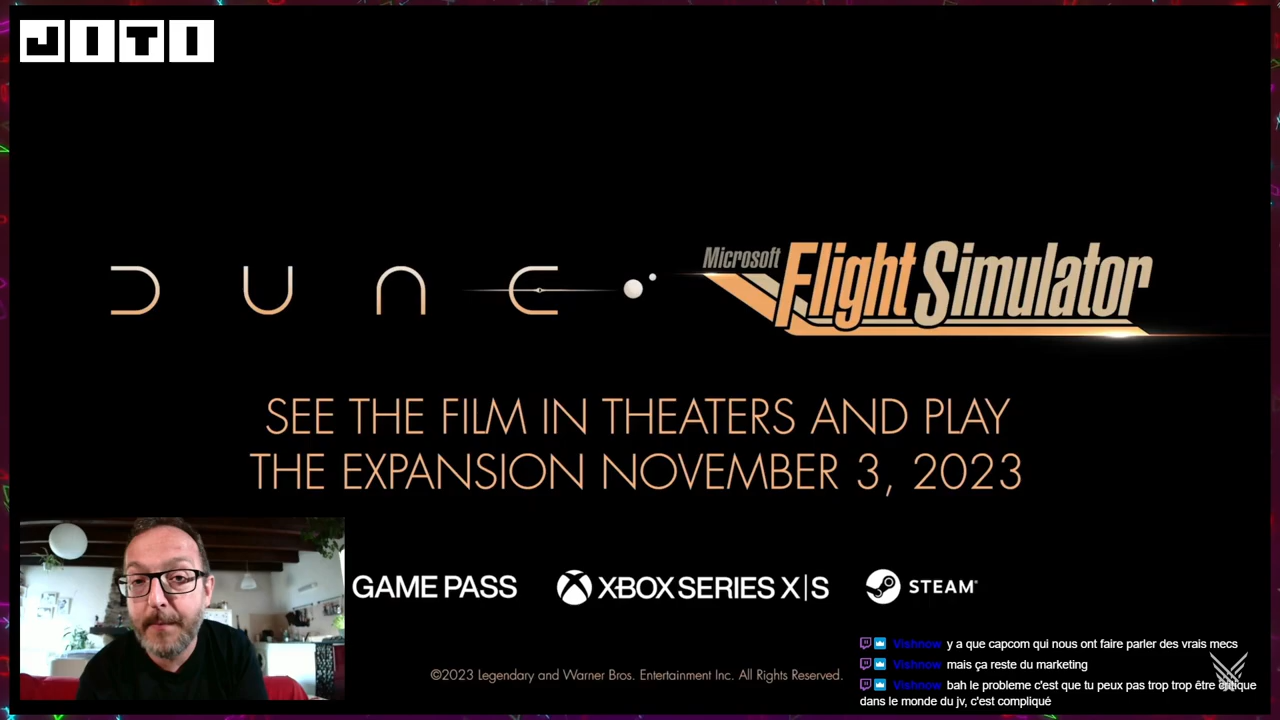 JITI
DUNE
Microsoft
Flight Simulator
SEE THE FILM IN THEATERS AND PLAY
THE EXPANSION NOVEMBER 3, 2023
GAME PASS
XBOX SERIES X|S
STEAM
©2023 Legendary and Warner Bros. Entertainment Inc. All Rights Reserved.
Vishnow y a que capcom qui nous ont faire parler des vrais mecs
Vishnow mais ça reste du marketing
Vishnow bah le probleme c'est que tu peux pas trop trop être critique
dans le monde du jv, c'est compliqué